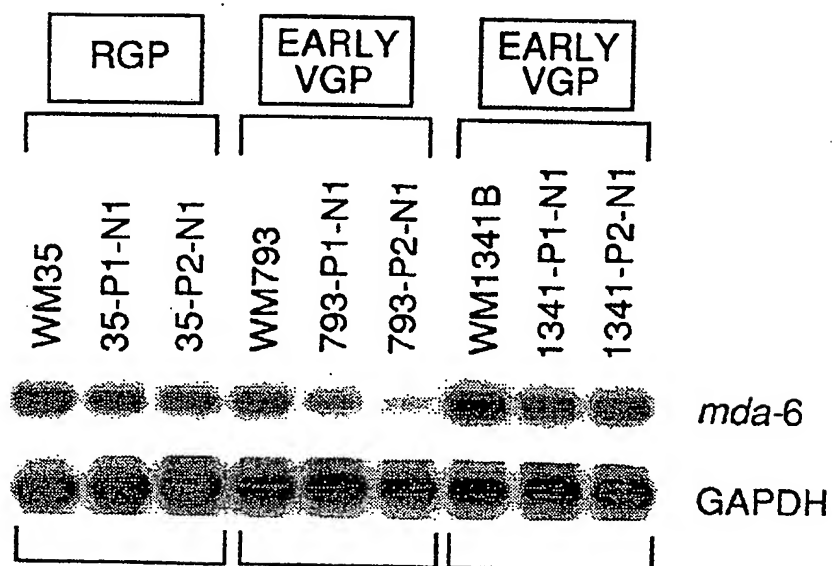 RGP
EARLY
VGP
EARLY
VGP
WM35
35-P1-N1
35-P2-N1
WM793
793-P1-N1
793-P2-N1
WM1341B
1341-P1-N1
1341-P2-N1
mda-6
GAPDH